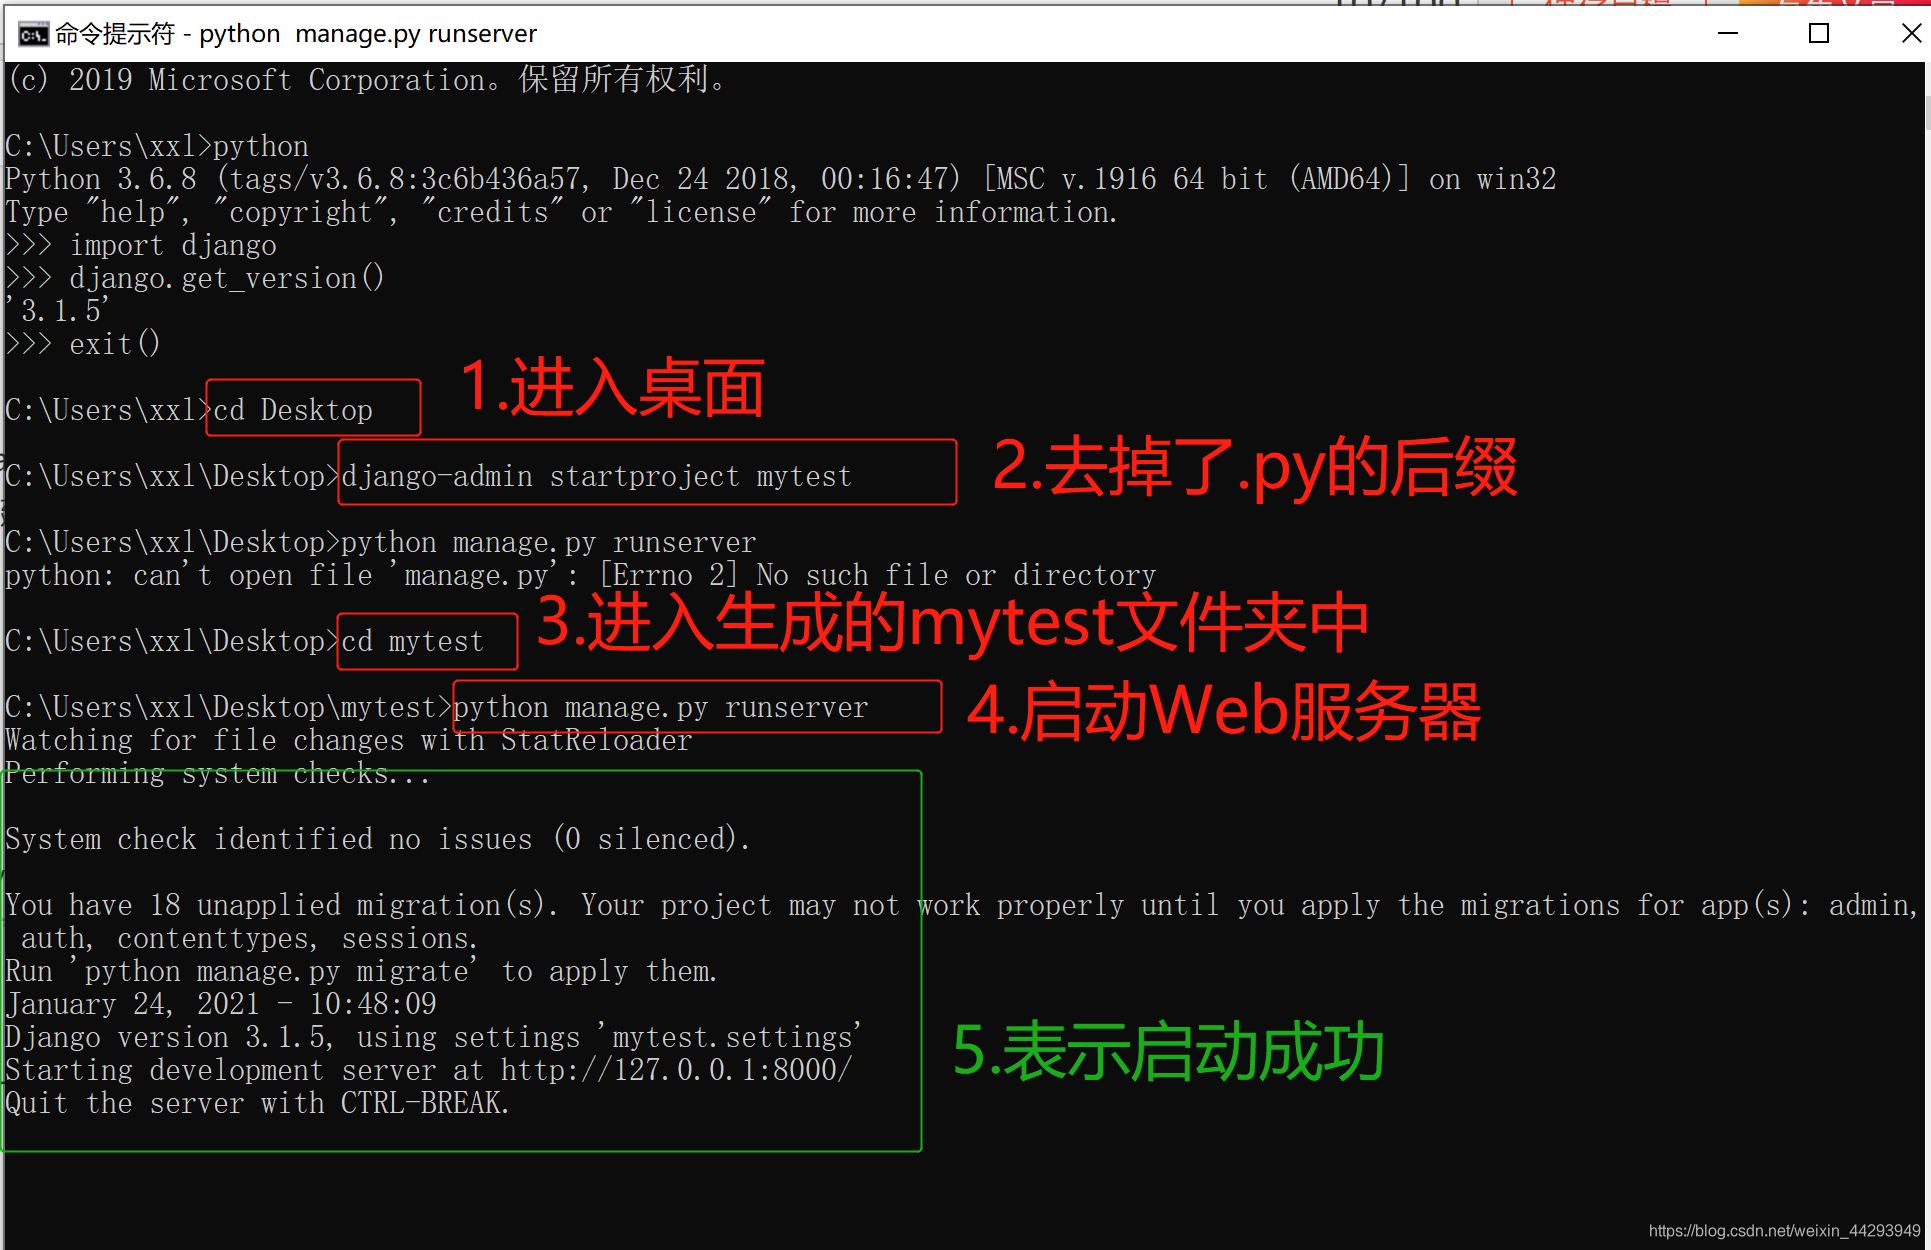 命令提示符 - python  manage.py runserver
(c) 2019 Microsoft Corporation。保留所有权利。
C:\Users\xxl>python
Python 3.6.8 (tags/v3.6.8:3c6b436a57, Dec 24 2018, 00:16:47) [MSC v.1916 64 bit (AMD64)] on win32
Type "help", "copyright", "credits" or "license" for more information.
>>> import django
>>> django.get_version()
'3.1.5'
>>> exit()
C:\Users\xxl>cd Desktop
1.进入桌面
C:\Users\xxl\Desktop>django-admin startproject mytest
2.去掉了.py的后缀
C:\Users\xxl\Desktop>python manage.py runserver
python: can't open file 'manage.py': [Errno 2] No such file or directory
C:\Users\xxl\Desktop>cd mytest
3.进入生成的mytest文件夹中
C:\Users\xxl\Desktop\mytest>python manage.py runserver
4.启动Web服务器
Watching for file changes with StatReloader
Performing system checks...
System check identified no issues (0 silenced).
You have 18 unapplied migration(s). Your project may not work properly until you apply the migrations for app(s): admin,
auth, contenttypes, sessions.
Run 'python manage.py migrate' to apply them.
January 24, 2021 - 10:48:09
Django version 3.1.5, using settings 'mytest.settings'
Starting development server at http://127.0.0.1:8000/
Quit the server with CTRL-BREAK.
5.表示启动成功
https://blog.csdn.net/weixin_44293949